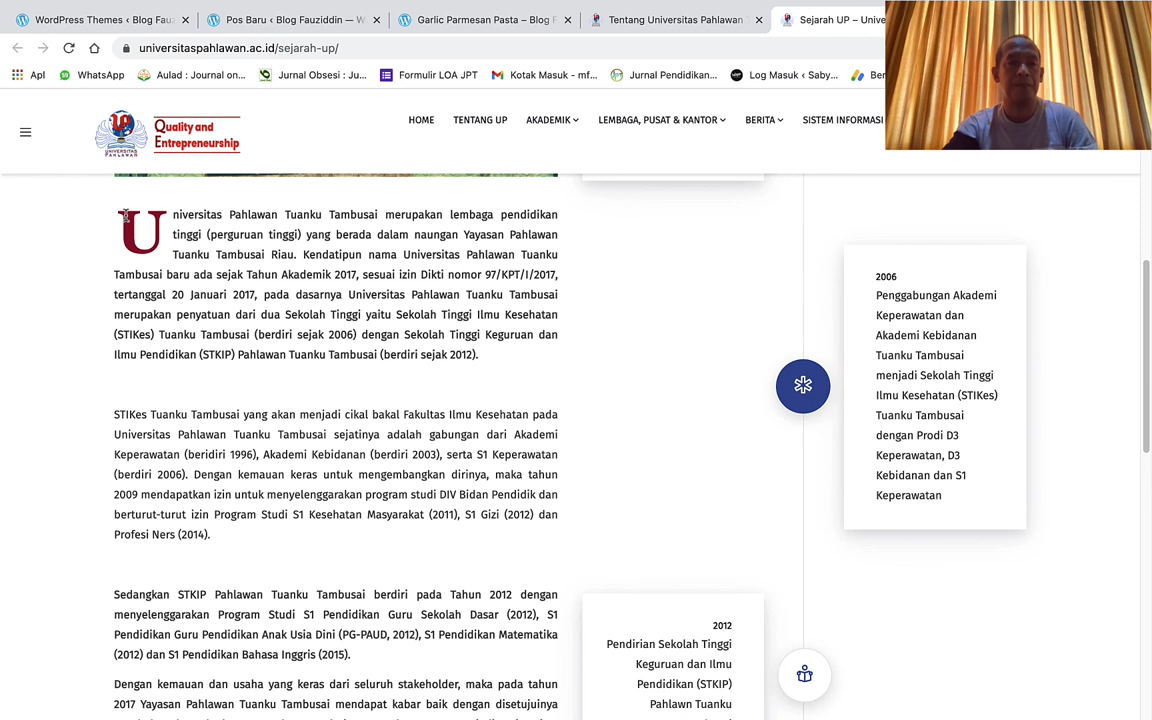 WordPress Themes ‹ Blog Fauz
Pos Baru ‹ Blog Fauziddin — W
Garlic Parmesan Pasta – Blog F
Tentang Universitas Pahlawan
Sejarah UP – Unive
universitaspahlawan.ac.id/sejarah-up/
Apl
WhatsApp
Aulad : Journal on...
Jurnal Obsesi : Ju...
Formulir LOA JPT
Kotak Masuk - mf...
Jurnal Pendidikan...
Log Masuk ‹ Saby...
Ber
UNIVERSITAS
PAHLAWAN
Quality and
Entrepreneurship
HOME
TENTANG UP
AKADEMIK
LEMBAGA, PUSAT & KANTOR
BERITA
SISTEM INFORMASI
Universitas Pahlawan Tuanku Tambusai merupakan lembaga pendidikan
tinggi (perguruan tinggi) yang berada dalam naungan Yayasan Pahlawan
Tuanku Tambusai Riau. Kendatipun nama Universitas Pahlawan Tuanku
Tambusai baru ada sejak Tahun Akademik 2017, sesuai izin Dikti nomor 97/KPT/I/2017,
tertanggal 20 Januari 2017, pada dasarnya Universitas Pahlawan Tuanku Tambusai
merupakan penyatuan dari dua Sekolah Tinggi yaitu Sekolah Tinggi Ilmu Kesehatan
(STIKes) Tuanku Tambusai (berdiri sejak 2006) dengan Sekolah Tinggi Keguruan dan
Ilmu Pendidikan (STKIP) Pahlawan Tuanku Tambusai (berdiri sejak 2012).
STIKes Tuanku Tambusai yang akan menjadi cikal bakal Fakultas Ilmu Kesehatan pada
Universitas Pahlawan Tuanku Tambusai sejatinya adalah gabungan dari Akademi
Keperawatan (beridiri 1996), Akademi Kebidanan (berdiri 2003), serta S1 Keperawatan
(berdiri 2006). Dengan kemauan keras untuk mengembangkan dirinya, maka tahun
2009 mendapatkan izin untuk menyelenggarakan program studi DIV Bidan Pendidik dan
berturut-turut izin Program Studi S1 Kesehatan Masyarakat (2011), S1 Gizi (2012) dan
Profesi Ners (2014).
Sedangkan STKIP Pahlawan Tuanku Tambusai berdiri pada Tahun 2012 dengan
menyelenggarakan Program Studi S1 Pendidikan Guru Sekolah Dasar (2012), S1
Pendidikan Guru Pendidikan Anak Usia Dini (PG-PAUD, 2012), S1 Pendidikan Matematika
(2012) dan S1 Pendidikan Bahasa Inggris (2015).
Dengan kemauan dan usaha yang keras dari seluruh stakeholder, maka pada tahun
2017 Yayasan Pahlawan Tuanku Tambusai mendapat kabar baik dengan disetujuinya
2006
Penggabungan Akademi
Keperawatan dan
Akademi Kebidanan
Tuanku Tambusai
menjadi Sekolah Tinggi
Ilmu Kesehatan (STIKes)
Tuanku Tambusai
dengan Prodi D3
Keperawatan, D3
Kebidanan dan S1
Keperawatan
2012
Pendirian Sekolah Tinggi
Keguruan dan Ilmu
Pendidikan (STKIP)
Pahlawn Tuanku